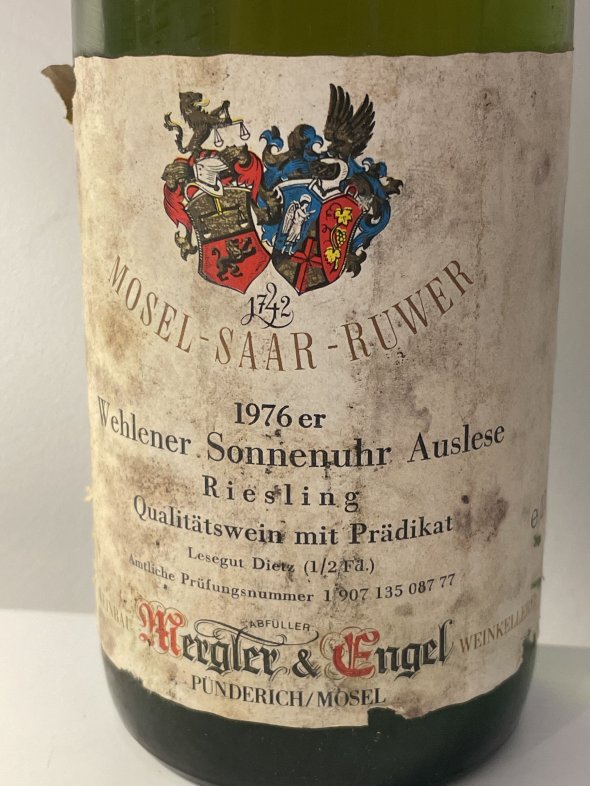 1742
MOSEL-SAAR-RUWER
1976er
Wehlener Sonnenuhr Auslese
Riesling
Qualitätswein mit Prädikat
Lesegut Dietz (1/2 Fd.)
Amtliche Prüfungsnummer 1 907 135 087 77
ABFÜLLER
Mergler & Engel
PÜNDERICH/MOSEL